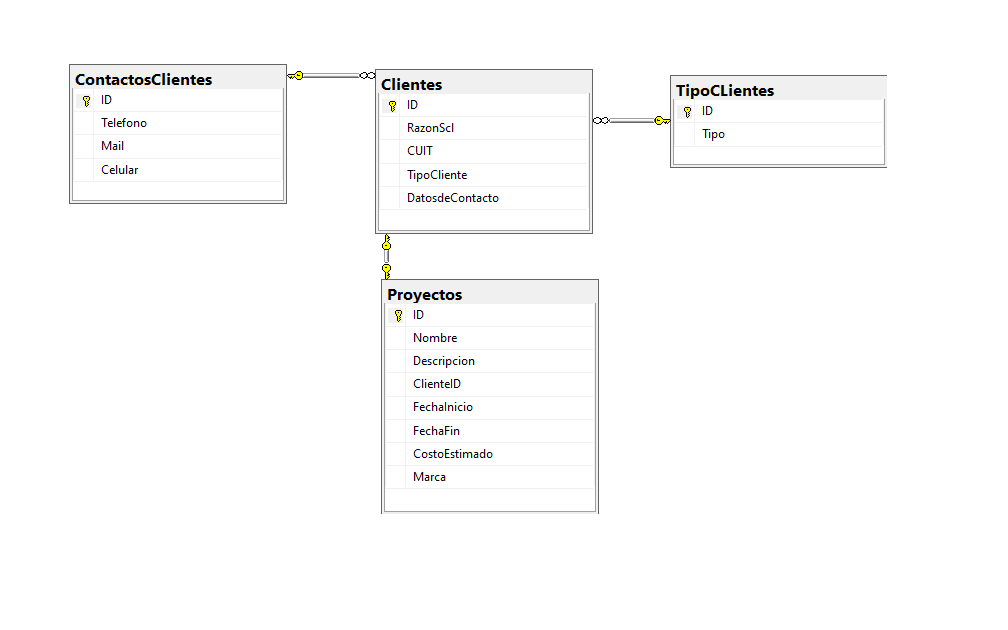 ContactosClientes
ID
Telefono
Mail
Celular
Clientes
ID
RazonScl
CUIT
TipoCliente
DatosdeContacto
TipoCLientes
ID
Tipo
Proyectos
ID
Nombre
Descripcion
ClienteID
FechaInicio
FechaFin
CostoEstimado
Marca